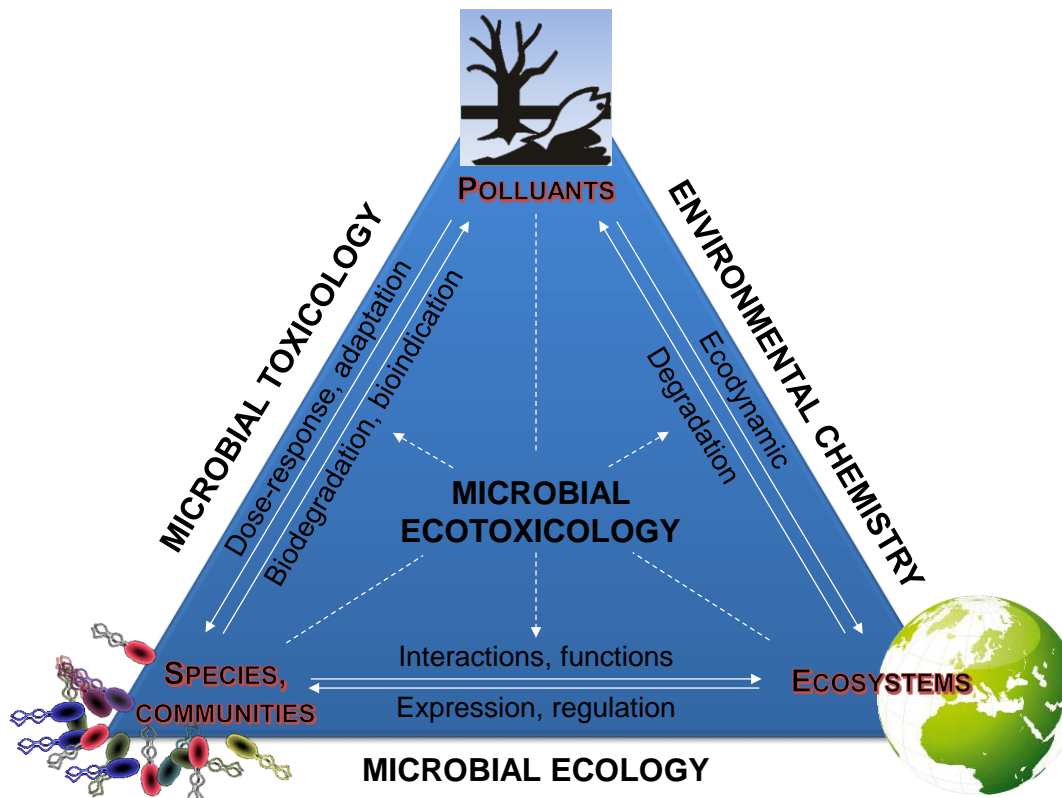 POLLUANTS
MICROBIAL TOXICOLOGY
Dose-response, adaptation
Biodegradation, bioindication
ENVIRONMENTAL CHEMISTRY
Ecodynamic
Degradation
MICROBIAL
ECOTOXICOLOGY
SPECIES,
COMMUNITIES
Interactions, functions
Expression, regulation
ECOSYSTEMS
MICROBIAL ECOLOGY